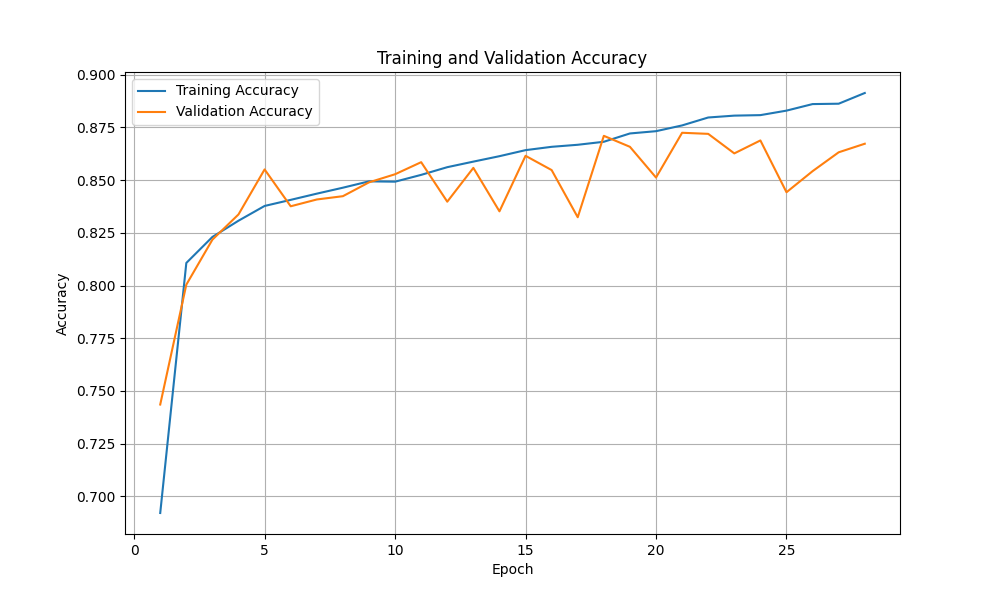 Training and Validation Accuracy
Training Accuracy
Validation Accuracy
0.900
0.875
0.850
0.825
0.800
0.775
0.750
0.725
0.700
Accuracy
0 5 10 15 20 25
Epoch